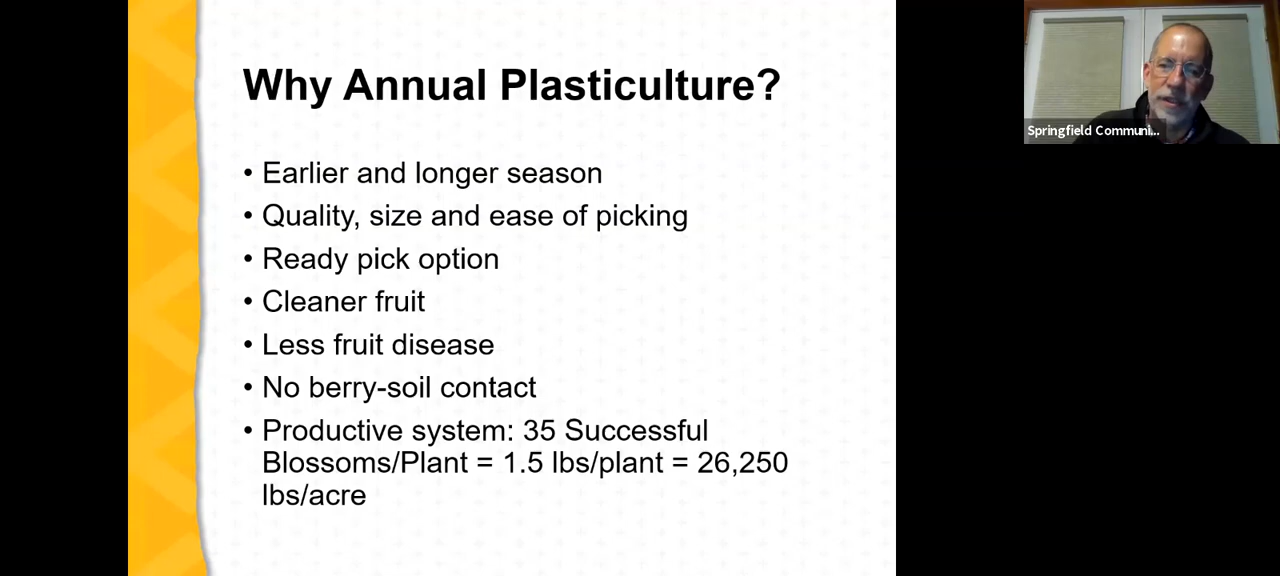 Why Annual Plasticulture?
• Earlier and longer season
• Quality, size and ease of picking
• Ready pick option
• Cleaner fruit
• Less fruit disease
• No berry-soil contact
• Productive system: 35 Successful
Blossoms/Plant = 1.5 lbs/plant = 26,250
lbs/acre
Springfield Communi...